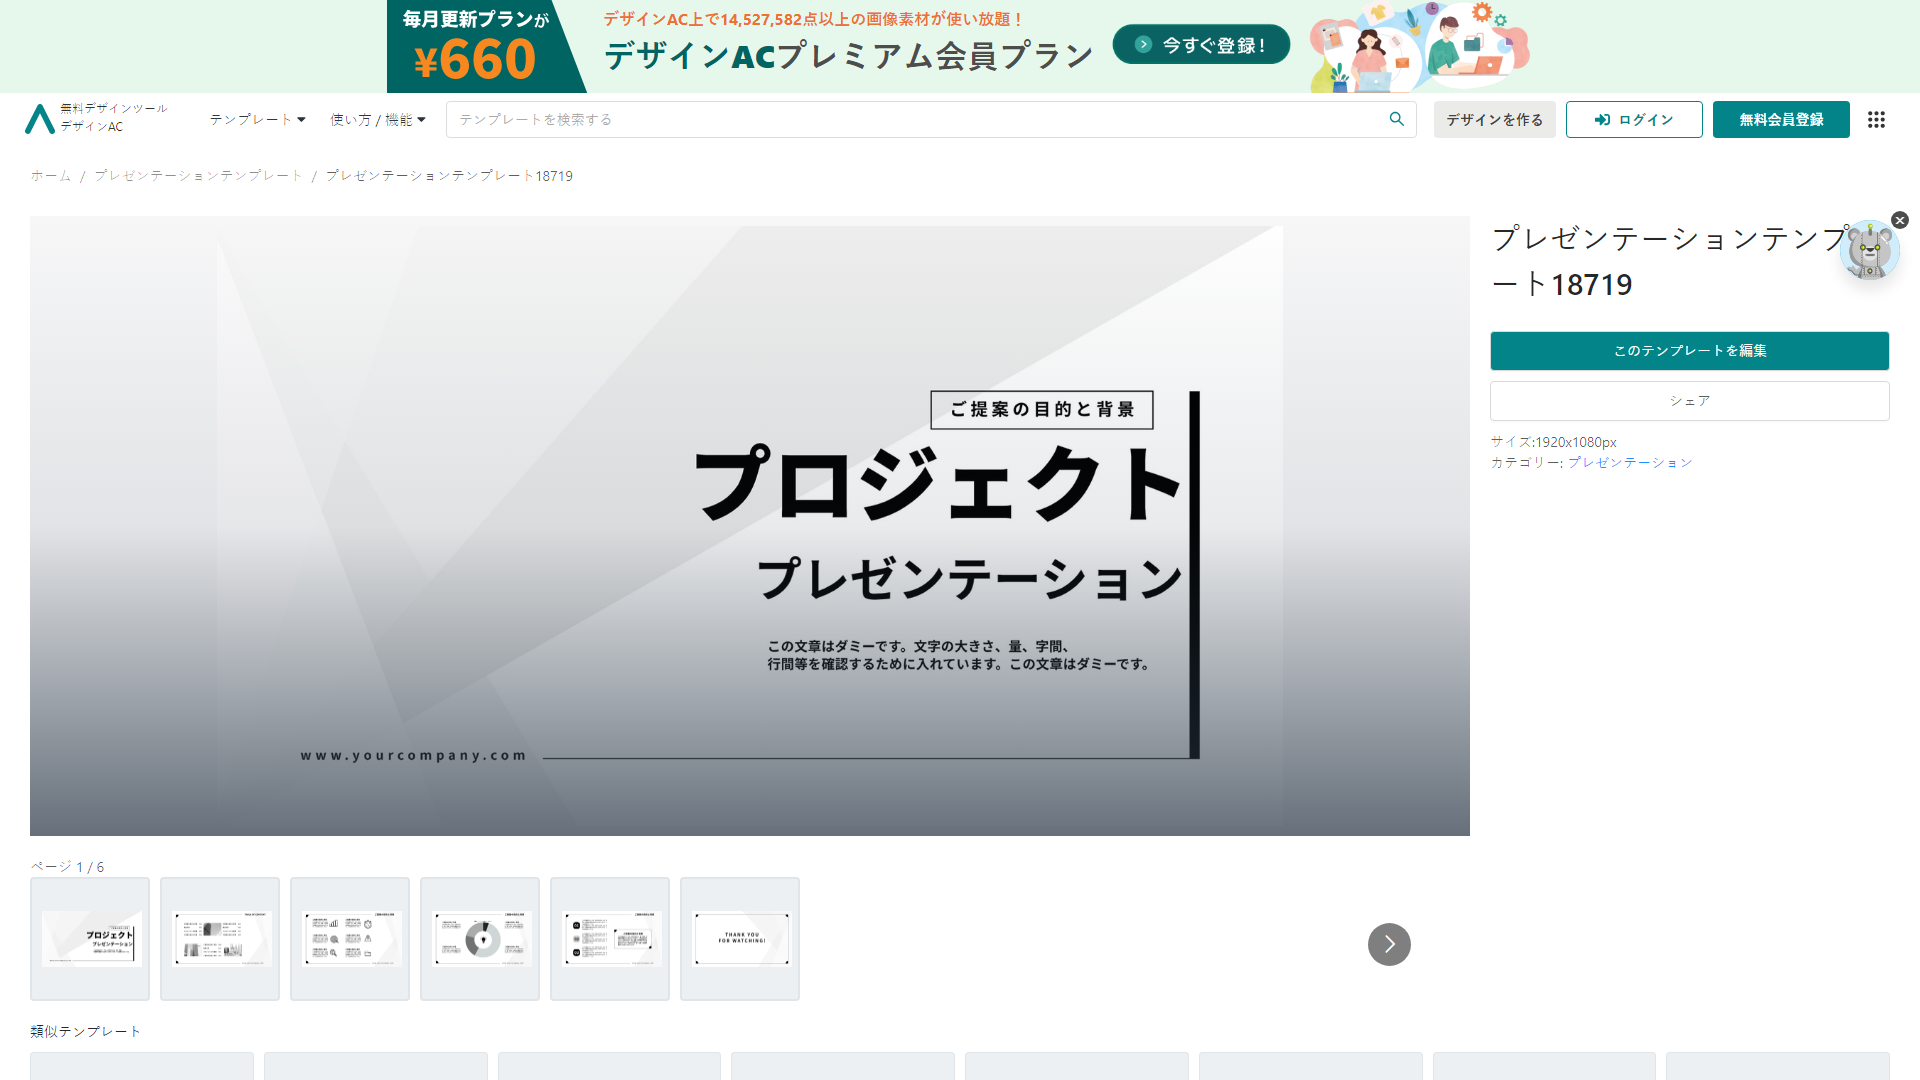 毎月更新プランが
¥660
デザインAC上で14,527,582点以上の画像素材が使い放題！
デザインACプレミアム会員プラン
今すぐ登録！
無料デザインツール
デザインAC
テンプレート
使い方 / 機能
テンプレートを検索する
デザインを作る
ログイン
無料会員登録
ホーム / プレゼンテーションテンプレート / プレゼンテーションテンプレート18719
ご提案の目的と背景
プロジェクト
プレゼンテーション
この文章はダミーです。文字の大きさ、量、字間、
行間等を確認するために入れています。この文章はダミーです。
www.yourcompany.com
プレゼンテーションテンプ
ート18719
このテンプレートを編集
シェア
サイズ:1920x1080px
カテゴリー: プレゼンテーション
ページ 1 / 6
プロジェクト
プレゼンテーション
THANK YOU
FOR WATCHING!
類似テンプレート